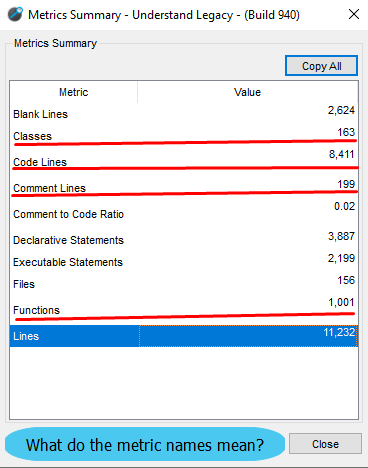 Metrics Summary - Understand Legacy - (Build 940)
Metrics Summary
Copy All
Metric Value
Blank Lines 2,624
Classes 163
Code Lines 8,411
Comment Lines 199
Comment to Code Ratio 0.02
Declarative Statements 3,887
Executable Statements 2,199
Files 156
Functions 1,001
Lines 11,232
What do the metric names mean? Close